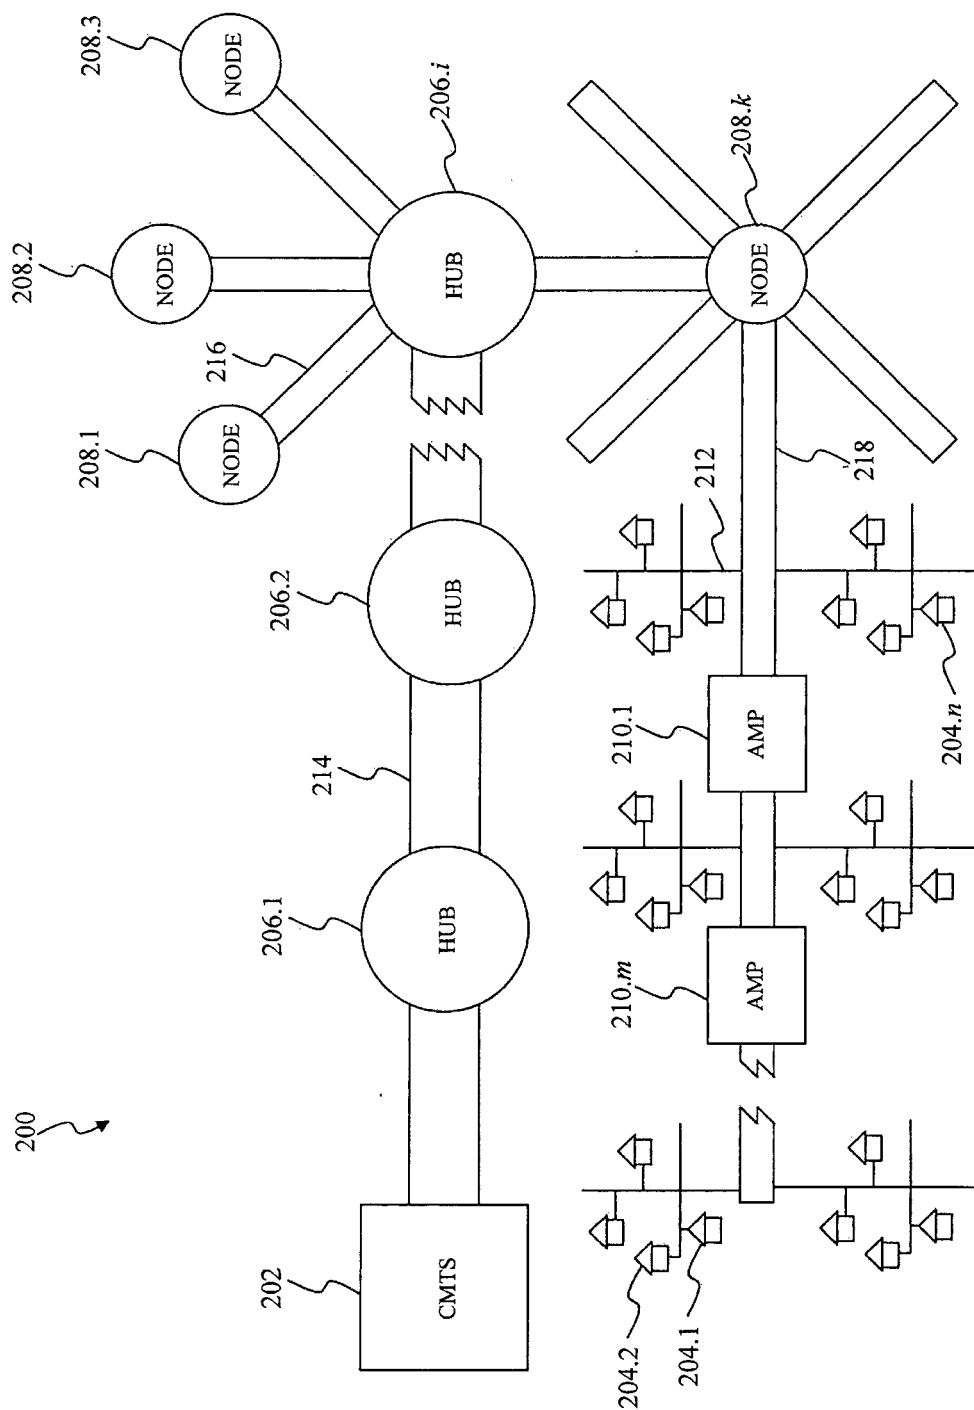 200
202
CMTS
206.1
HUB
214
206.2
HUB
206.i
HUB
216
208.1
NODE
208.2
NODE
208.3
NODE
208.k
NODE
218
212
210.1
AMP
210.m
AMP
204.n
204.2
204.1